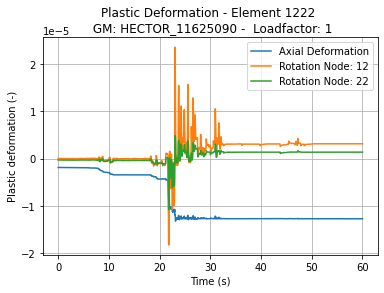 Plastic Deformation - Element 1222
GM: HECTOR_11625090 - Loadfactor: 1
1e−5
Axial Deformation
Rotation Node: 12
Rotation Node: 22
Plastic deformation (-)
2
1
0
−1
−2
0 10 20 30 40 50 60
Time (s)